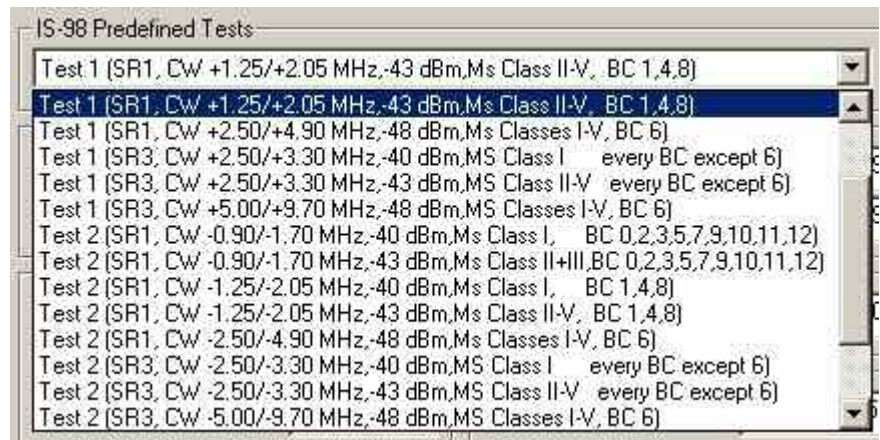 IS-98 Predefined Tests
Test 1 (SR1, CW +1.25/+2.05 MHz,-43 dBm,Ms Class II-V, BC 1,4,8)
Test 1 (SR1, CW +1.25/+2.05 MHz,-43 dBm,Ms Class II-V, BC 1,4,8)
Test 1 (SR1, CW +2.50/+4.90 MHz,-48 dBm,Ms Classes I-V, BC 6)
Test 1 (SR3, CW +2.50/+3.30 MHz,-40 dBm,MS Class I every BC except 6)
Test 1 (SR3, CW +2.50/+3.30 MHz,-43 dBm,MS Class II-V every BC except 6)
Test 1 (SR3, CW +5.00/+9.70 MHz,-48 dBm,MS Classes I-V, BC 6)
Test 2 (SR1, CW -0.90/-1.70 MHz,-40 dBm,Ms Class I, BC 0,2,3,5,7,9,10,11,12)
Test 2 (SR1, CW -0.90/-1.70 MHz,-43 dBm,Ms Class II+III,BC 0,2,3,5,7,9,10,11,12)
Test 2 (SR1, CW -1.25/-2.05 MHz,-40 dBm,Ms Class I, BC 1,4,8)
Test 2 (SR1, CW -1.25/-2.05 MHz,-43 dBm,Ms Class II-V, BC 1,4,8)
Test 2 (SR1, CW -2.50/-4.90 MHz,-48 dBm,Ms Classes I-V, BC 6)
Test 2 (SR3, CW -2.50/-3.30 MHz,-40 dBm,MS Class I every BC except 6)
Test 2 (SR3, CW -2.50/-3.30 MHz,-43 dBm,MS Class II-V every BC except 6)
Test 2 (SR3, CW -5.00/-9.70 MHz,-48 dBm,MS Classes I-V, BC 6)